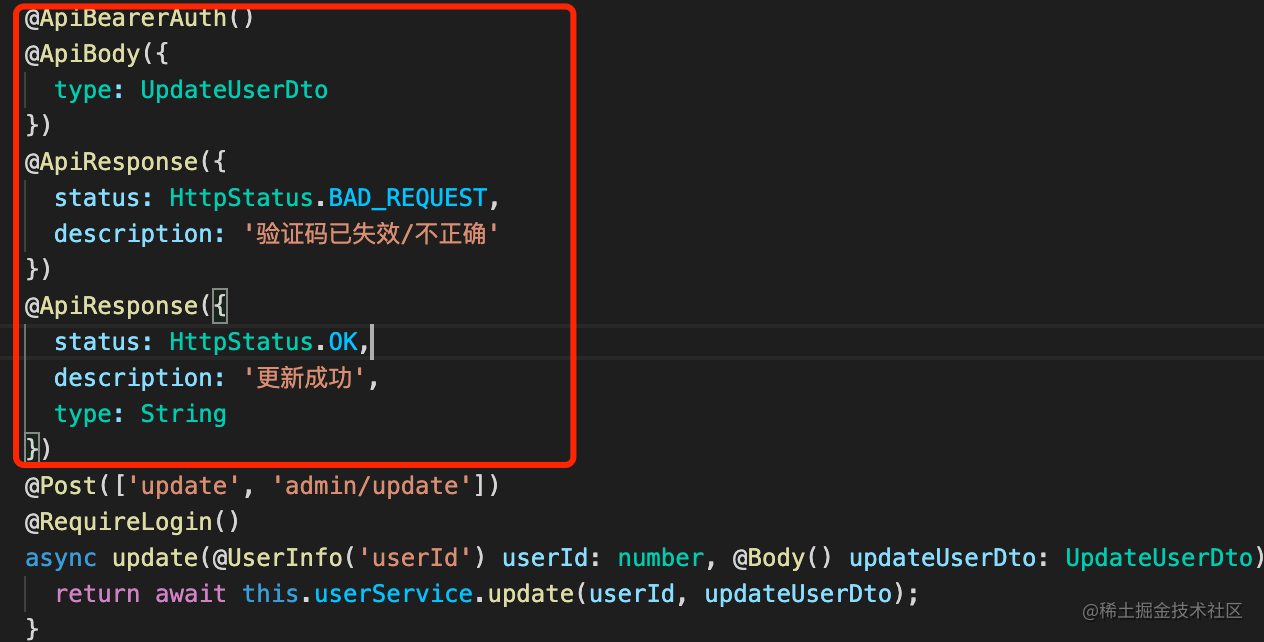 @ApiBearerAuth()
@ApiBody({
  type: UpdateUserDto
})
@ApiResponse({
  status: HttpStatus.BAD_REQUEST,
  description: '验证码已失效/不正确'
})
@ApiResponse({
  status: HttpStatus.OK,
  description: '更新成功',
  type: String
})
@Post(['update', 'admin/update'])
@RequireLogin()
async update(@UserInfo('userId') userId: number, @Body() updateUserDto: UpdateUserDto)
  return await this.userService.update(userId, updateUserDto);
}
@稀土掘金技术社区